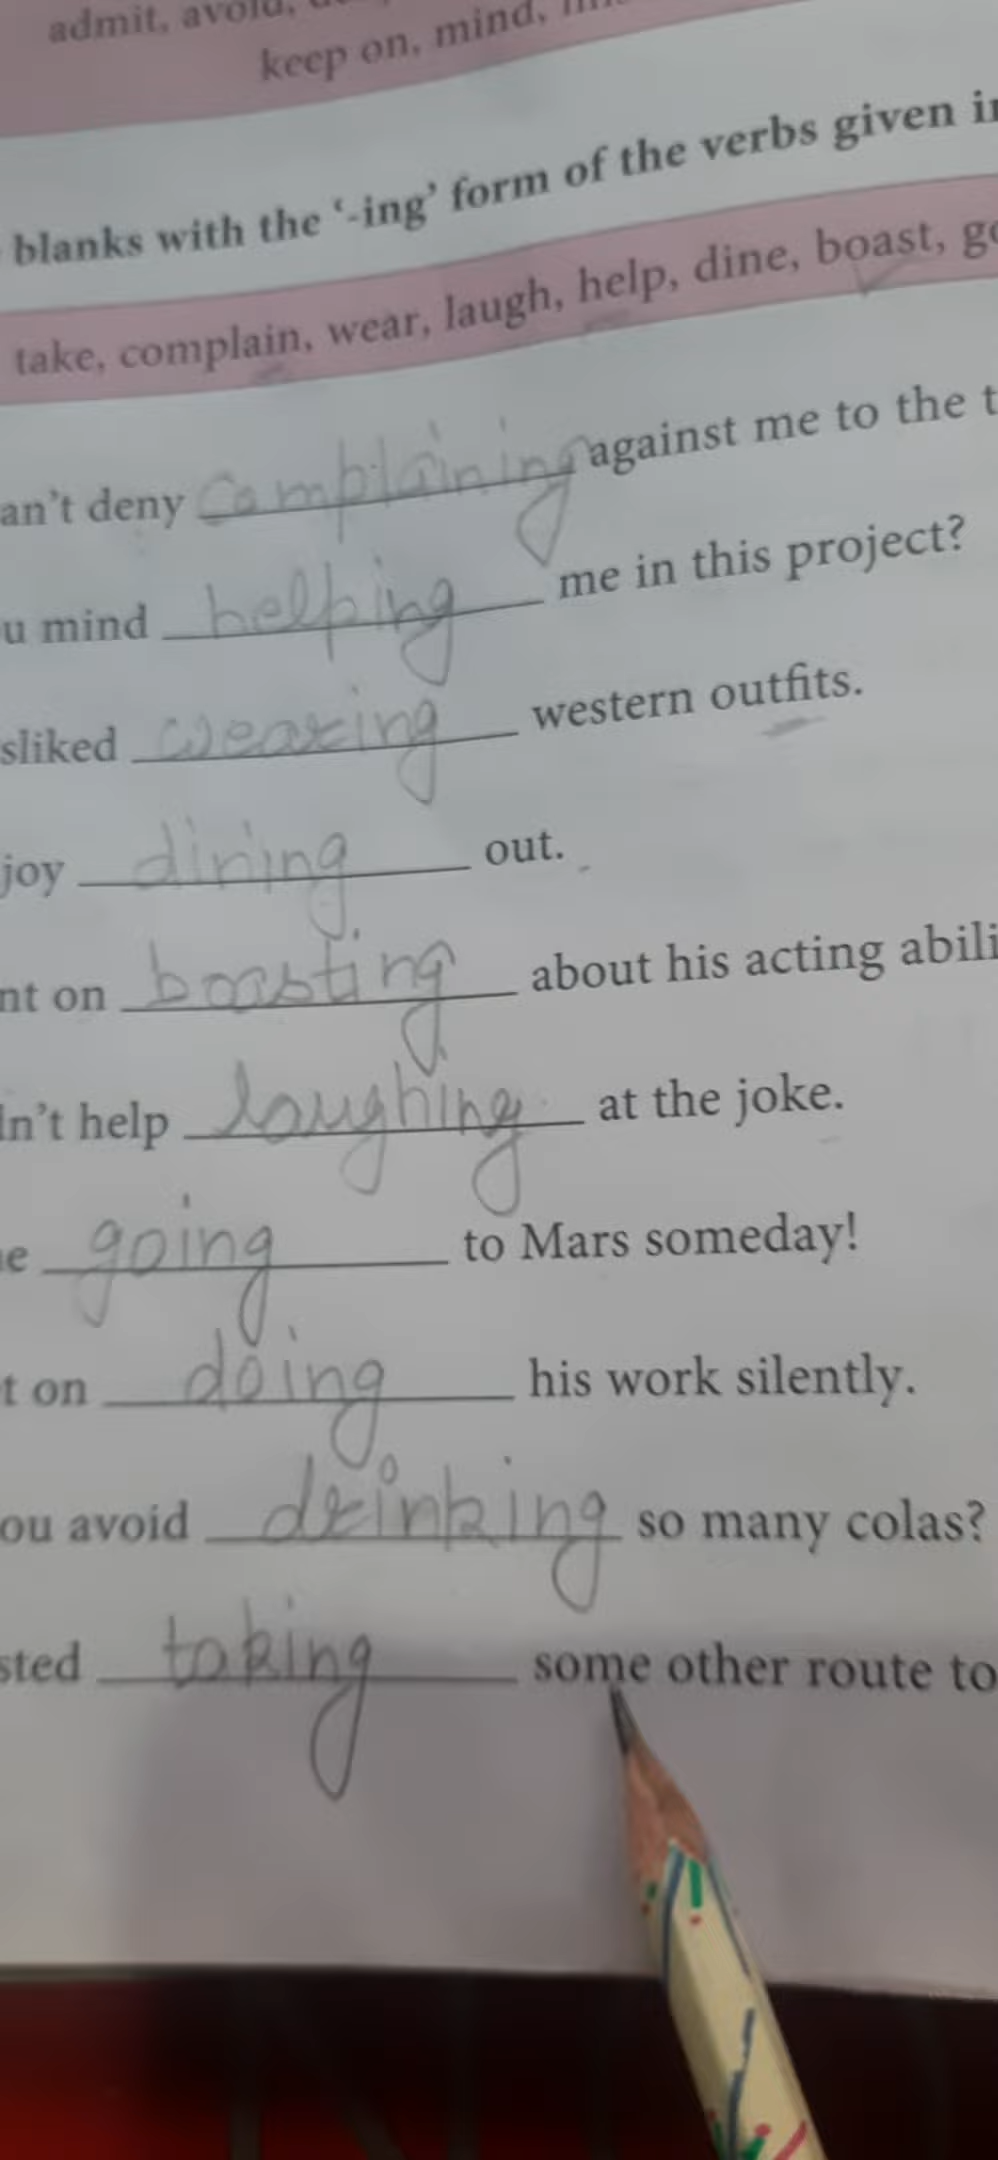 admit, avoid,
keep on, mind,
blanks with the ‘-ing’ form of the verbs given
take, complain, wear, laugh, help, dine, boast,
an’t deny complaining against me to the
u mind helping me in this project?
sliked wearing western outfits.
joy dining out.
nt on boasting about his acting abili
ln’t help laughing at the joke.
e going to Mars someday!
t on doing his work silently.
ou avoid drinking so many colas?
sted taking some other route to